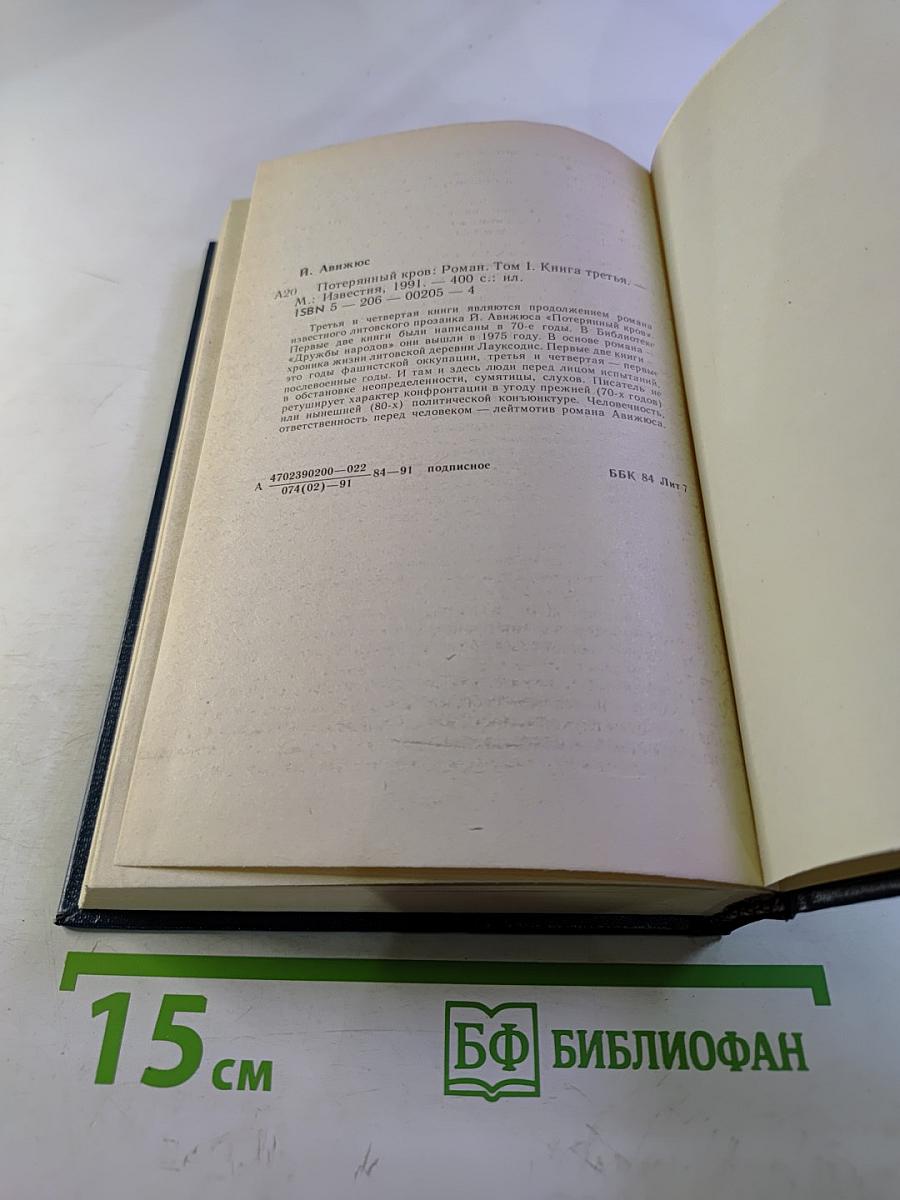 Й. Авижюс
А20 Потерянный кров: Роман. Том I. Книга третья. —
М.: Известия, 1991. — 400 с.: ил.
ISBN 5 — 206 — 00205 — 4
Третья и четвертая книги являются продолжением романа
известного литовского прозаика Й. Авижюса «Потерянный кров».
Первые две книги были написаны в 70-е годы. В Библиотеке
«Дружбы народов» они вышли в 1975 году. В основе романа —
хроника жизни литовской деревни Лауксодис. Первые две книги —
это годы фашистской оккупации, третья и четвертая — первые
послевоенные годы. И там и здесь люди перед лицом испытаний,
в обстановке неопределенности, сумятицы, слухов. Писатель не
ретуширует характер конфронтации в угоду прежней (70-х годов)
или нынешней (80-х) политической конъюнктуре. Человечность,
ответственность перед человеком — лейтмотив романа Авижюса.
4702390200—022
А 84—91 подписное ББК 84 Лит7
074(02)—91
15 см БФ БИБЛИОФАН